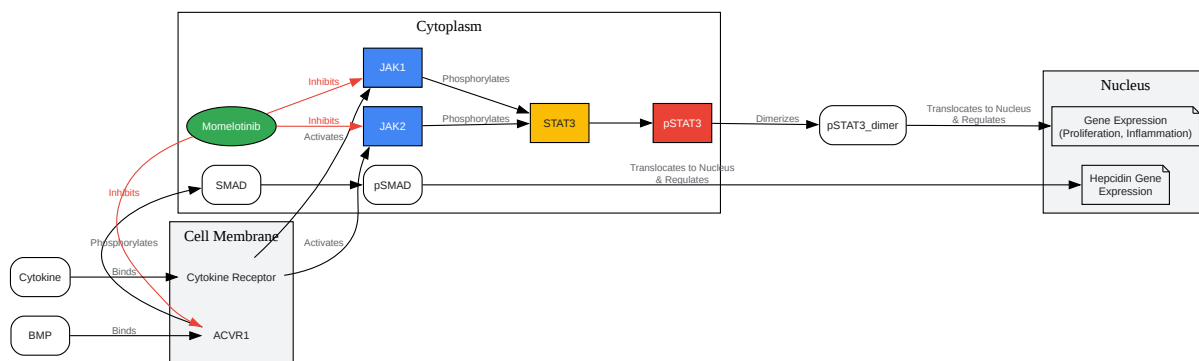 Cytoplasm
JAK1
Inhibits
Phosphorylates
Nucleus
Momelotinib
Inhibits
Activates
JAK2
Phosphorylates
STAT3
pSTAT3
Dimerizes
pSTAT3_dimer
Translocates to Nucleus
& Regulates
Gene Expression
(Proliferation, Inflammation)
Inhibits
SMAD
pSMAD
Translocates to Nucleus
& Regulates
Hepcidin Gene
Expression
Phosphorylates
Cell Membrane
Activates
Cytokine
Binds
Cytokine Receptor
BMP
Binds
ACVR1